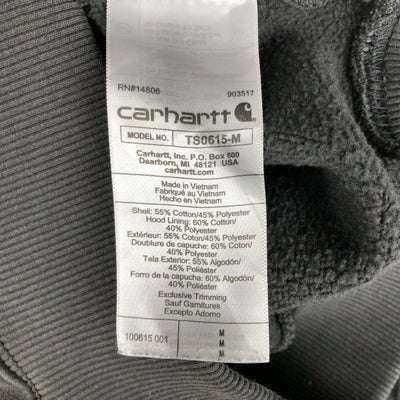 RN#14806 903517
carhartt
MODEL NO. TS0615-M
Carhartt, Inc. P.O. Box 600
Dearborn, MI 48121 USA
carhartt.com
Made in Vietnam
Fabriqué au Vietnam
Hecho en Vietnam
Shell: 55% Cotton/45% Polyester
Hood Lining: 60% Cotton/
40% Polyester
Extérieur: 55% Coton/45% Polyester
Doublure de capuche: 60% Coton/
40% Polyester
Tela Exterior: 55% Algodón/
45% Poliéster
Forro de la capucha: 60% Algodón/
40% Poliéster
Exclusive Trimming
Sauf Garnitures
Excepto Adorno
100615 001 M
M
M